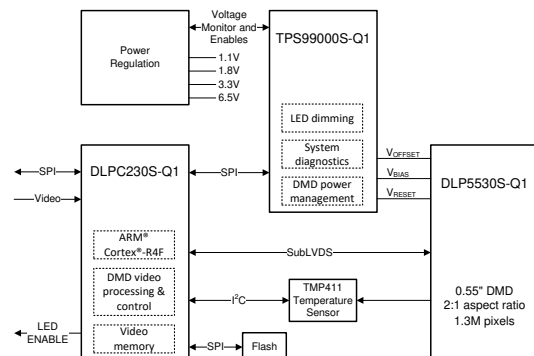 Voltage
Monitor and
Enables
Power
Regulation
1.1V
1.8V
3.3V
6.5V
TPS99000S-Q1
LED dimming
System
diagnostics
DMD power
management
VOFFSET
VBIAS
VRESET
SPI
Video
LED
ENABLE
DLPC230S-Q1
ARM®
Cortex®-R4F
DMD video
processing &
control
Video
memory
SPI
SubLVDS
I²C
TMP411
Temperature
Sensor
SPI
Flash
DLP5530S-Q1
0.55" DMD
2:1 aspect ratio
1.3M pixels